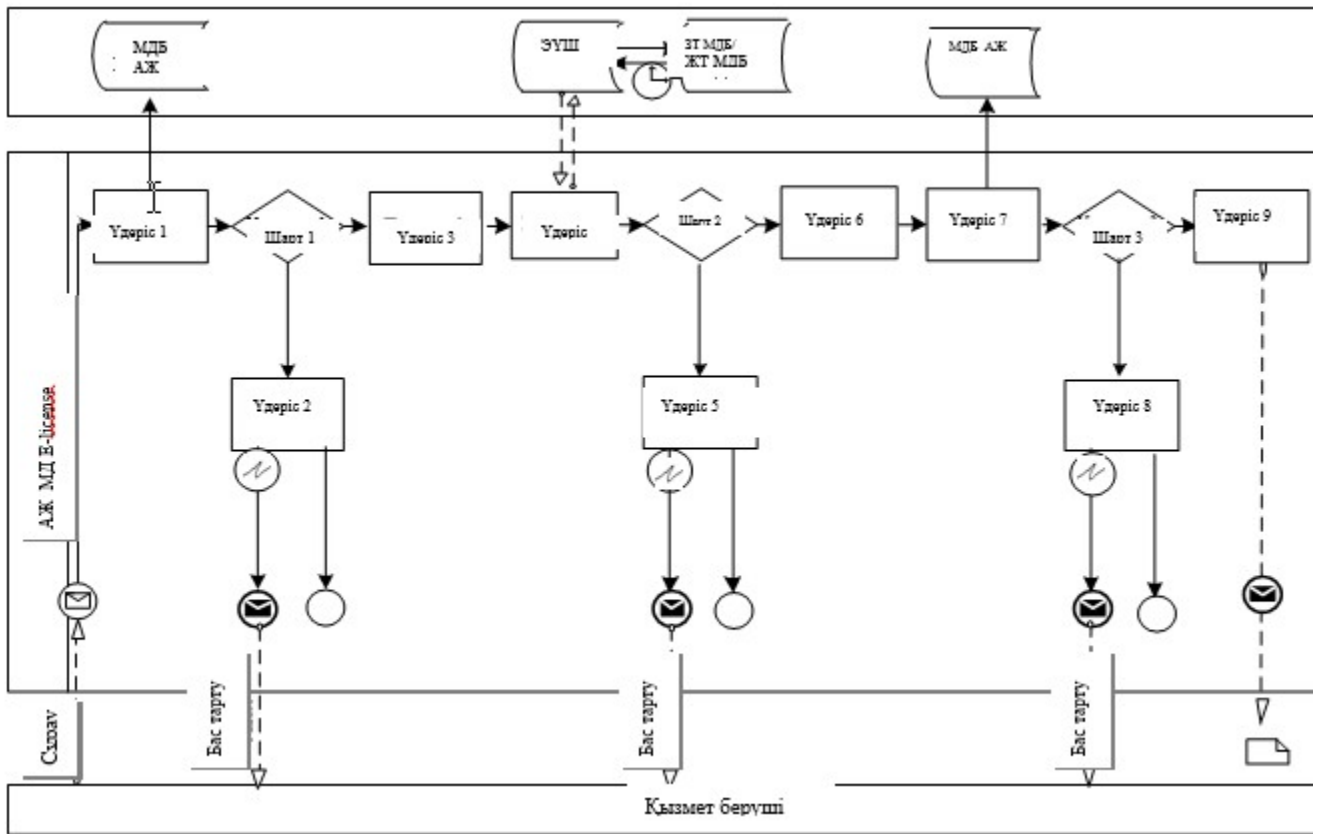 МДБ
АЖ
ЭҮШ
ЗТ МДБ/
ЖТ МДБ
МДБ АЖ
Үдеріс 1
Шарт 1
Үдеріс 3
Үдеріс
Шарт 2
Үдеріс 6
Үдеріс 7
Шарт 3
Үдеріс 9
Үдеріс 2
Үдеріс 5
Үдеріс 8
АЖ МД E-license
Сұрау
Бас тарту
Бас тарту
Бас тарту
Қызмет беруші